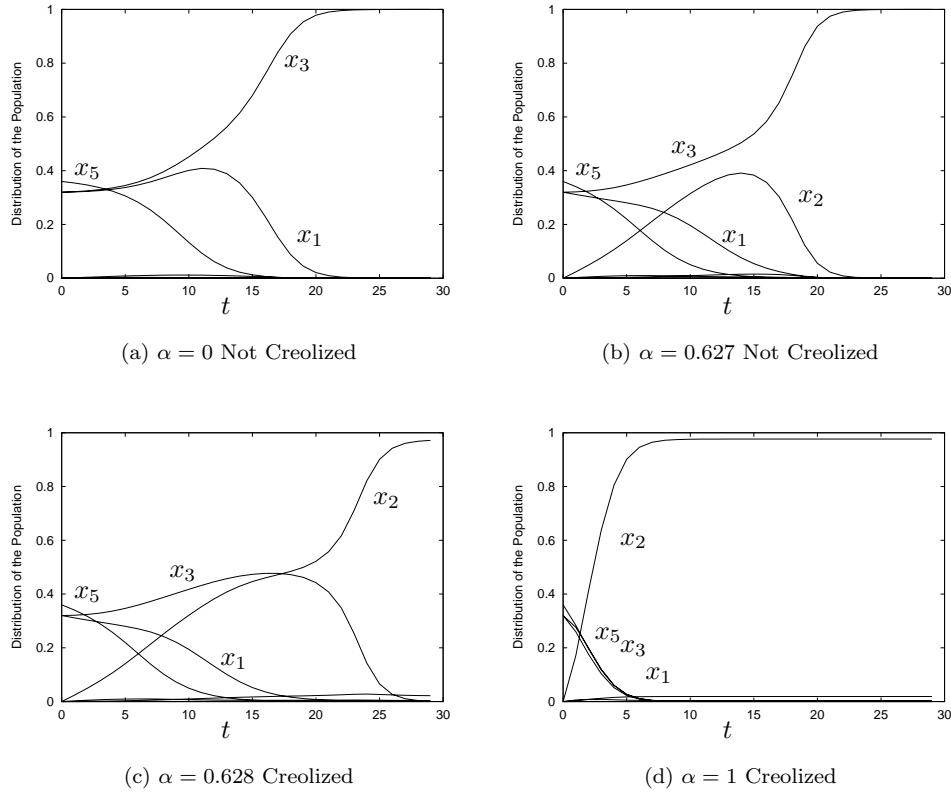 1
0.8
0.6
0.4
0.2
0
Distribution of the Population
x₃
x₅
x₁
0 5 10 15 20 25 30
t
(a) α = 0 Not Creolized
1
0.8
0.6
0.4
0.2
0
Distribution of the Population
x₃
x₅
x₂
x₁
0 5 10 15 20 25 30
t
(b) α = 0.627 Not Creolized
1
0.8
0.6
0.4
0.2
0
Distribution of the Population
x₂
x₃
x₅
x₁
0 5 10 15 20 25 30
t
(c) α = 0.628 Creolized
1
0.8
0.6
0.4
0.2
0
Distribution of the Population
x₂
x₅ x₃
x₁
0 5 10 15 20 25 30
t
(d) α = 1 Creolized